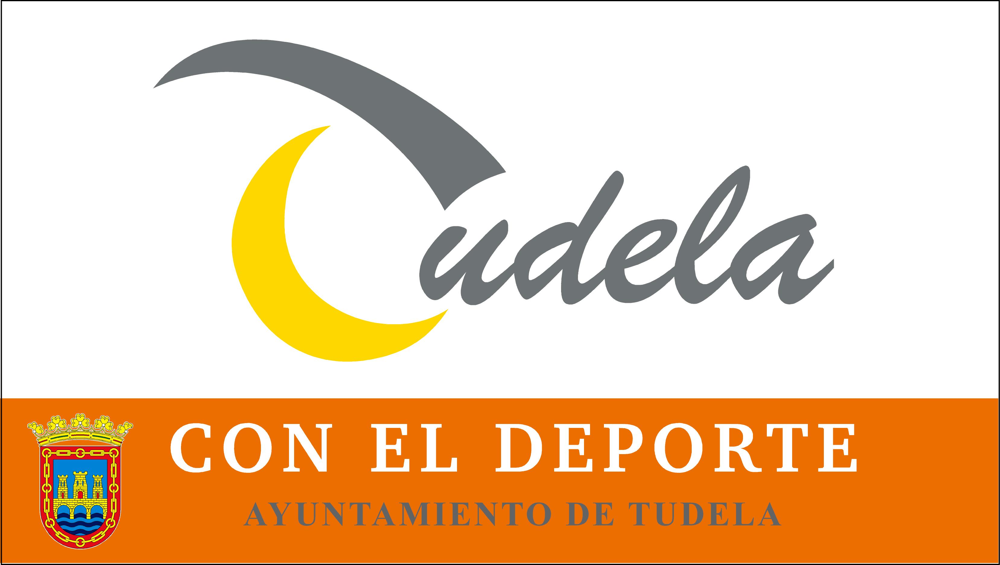 Tudela
CON EL DEPORTE
AYUNTAMIENTO DE TUDELA